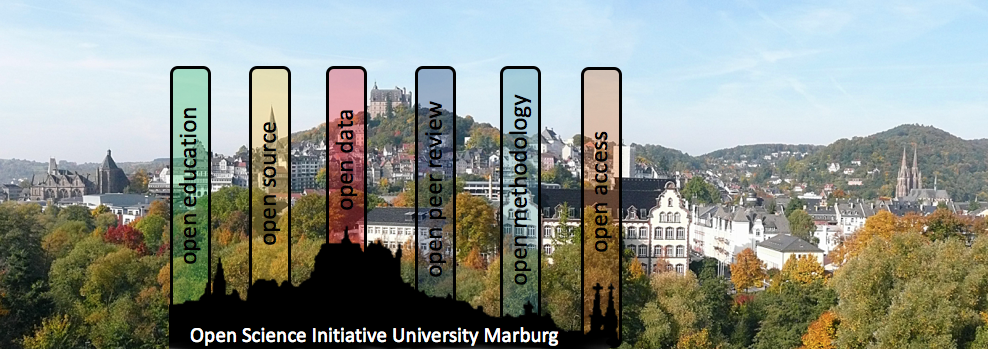 open education
open source
open data
open peer review
open methodology
open access
Open Science Initiative University Marburg